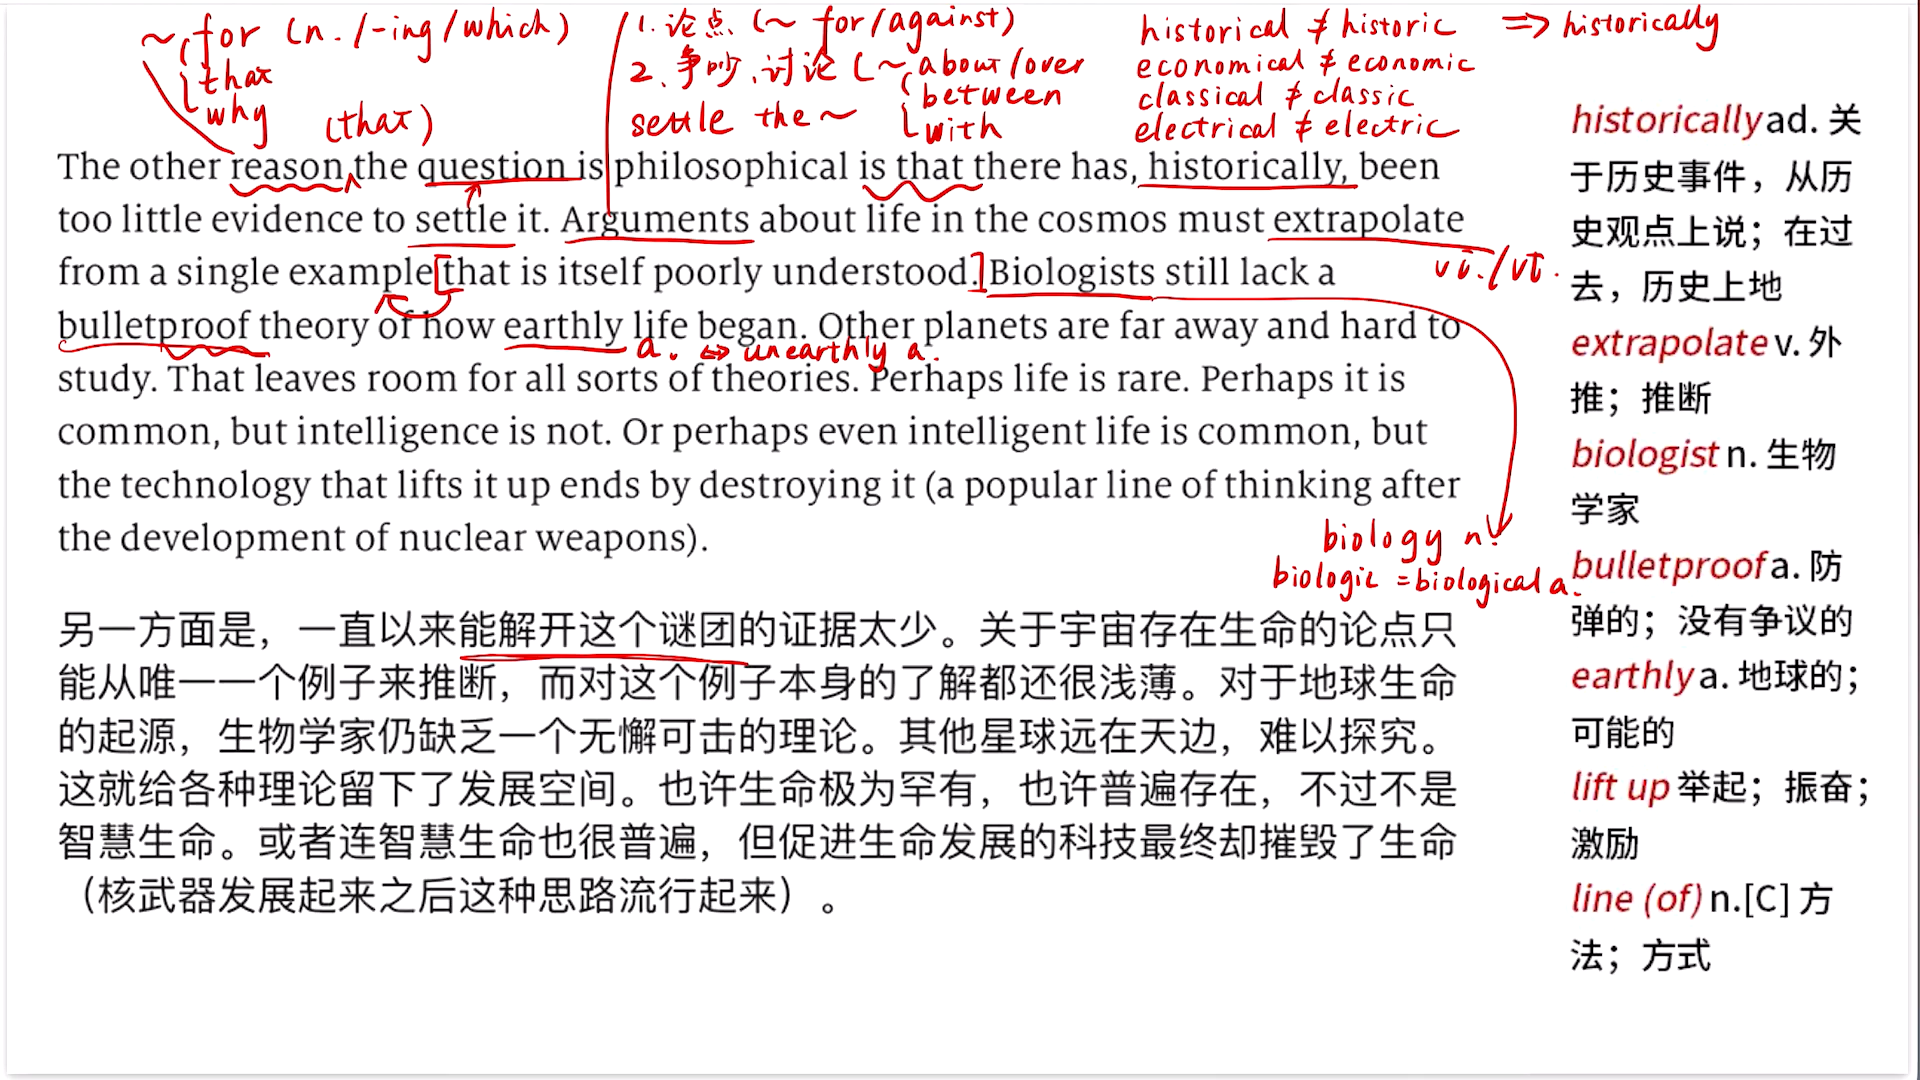 ~ for (n. /-ing/which)
that
why
(that)
1. 论点 (~ for/against)
2. 争吵、讨论 (~ about/over
between
with
settle the ~
historical ≠ historic ⇒ historically
economical ≠ economic
classical ≠ classic
electrical ≠ electric
The other reason the question is philosophical is that there has, historically, been
too little evidence to settle it. Arguments about life in the cosmos must extrapolate
vi./vt.
from a single example [that is itself poorly understood.] Biologists still lack a
bulletproof theory of how earthly life began. Other planets are far away and hard to
a. ⇔ unearthly a.
study. That leaves room for all sorts of theories. Perhaps life is rare. Perhaps it is
common, but intelligence is not. Or perhaps even intelligent life is common, but
the technology that lifts it up ends by destroying it (a popular line of thinking after
the development of nuclear weapons).
biology n.
biologic = biological a.
另一方面是，一直以来能解开这个谜团的证据太少。关于宇宙存在生命的论点只
能从唯一一个例子来推断，而对这个例子本身的了解都还很浅薄。对于地球生命
的起源，生物学家仍缺乏一个无懈可击的理论。其他星球远在天边，难以探究。
这就给各种理论留下了发展空间。也许生命极为罕有，也许普遍存在，不过不是
智慧生命。或者连智慧生命也很普遍，但促进生命发展的科技最终却摧毁了生命
（核武器发展起来之后这种思路流行起来）。
historically ad. 关
于历史事件，从历
史观点上说；在过
去，历史上地
extrapolate v. 外
推；推断
biologist n. 生物
学家
bulletproof a. 防
弹的；没有争议的
earthly a. 地球的；
可能的
lift up 举起；振奋；
激励
line (of) n.[C] 方
法；方式